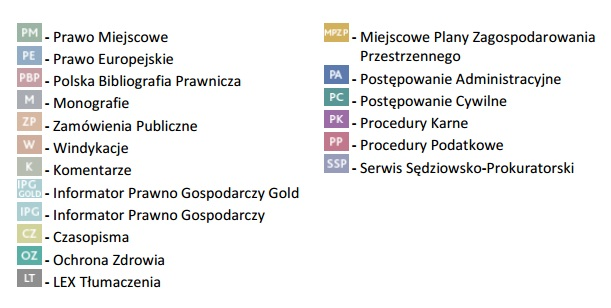 PM - Prawo Miejscowe
PE - Prawo Europejskie
PBP - Polska Bibliografia Prawnicza
M - Monografie
ZP - Zamówienia Publiczne
W - Windykacje
K - Komentarze
IPG GOLD - Informator Prawno Gospodarczy Gold
IPG - Informator Prawno Gospodarczy
CZ - Czasopisma
OZ - Ochrona Zdrowia
LT - LEX Tłumaczenia
MPZP - Miejscowe Plany Zagospodarowania
Przestrzennego
PA - Postępowanie Administracyjne
PC - Postępowanie Cywilne
PK - Procedury Karne
PP - Procedury Podatkowe
SSP - Serwis Sędziowsko-Prokuratorski